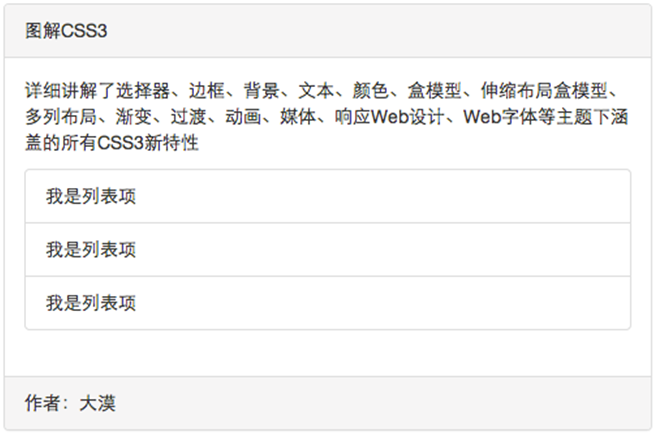 图解CSS3
详细讲解了选择器、边框、背景、文本、颜色、盒模型、伸缩布局盒模型、
多列布局、渐变、过渡、动画、媒体、响应Web设计、Web字体等主题下涵
盖的所有CSS3新特性
我是列表项
我是列表项
我是列表项
作者：大漠